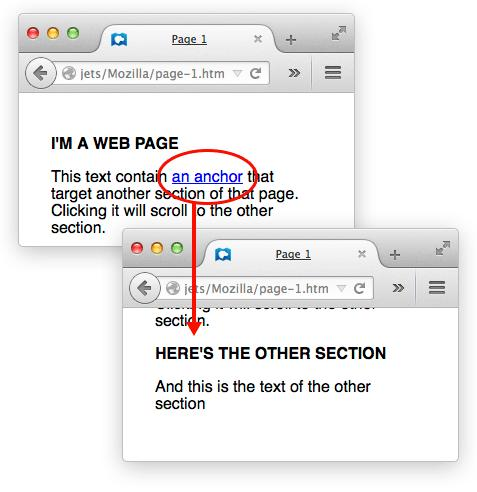 Page 1
jets/Mozilla/page-1.htm
I'M A WEB PAGE
This text contain an anchor that
target another section of that page.
Clicking it will scroll to the other
section.
Page 1
jets/Mozilla/page-1.htm
Clicking it will scroll to the other
section.
HERE'S THE OTHER SECTION
And this is the text of the other
section